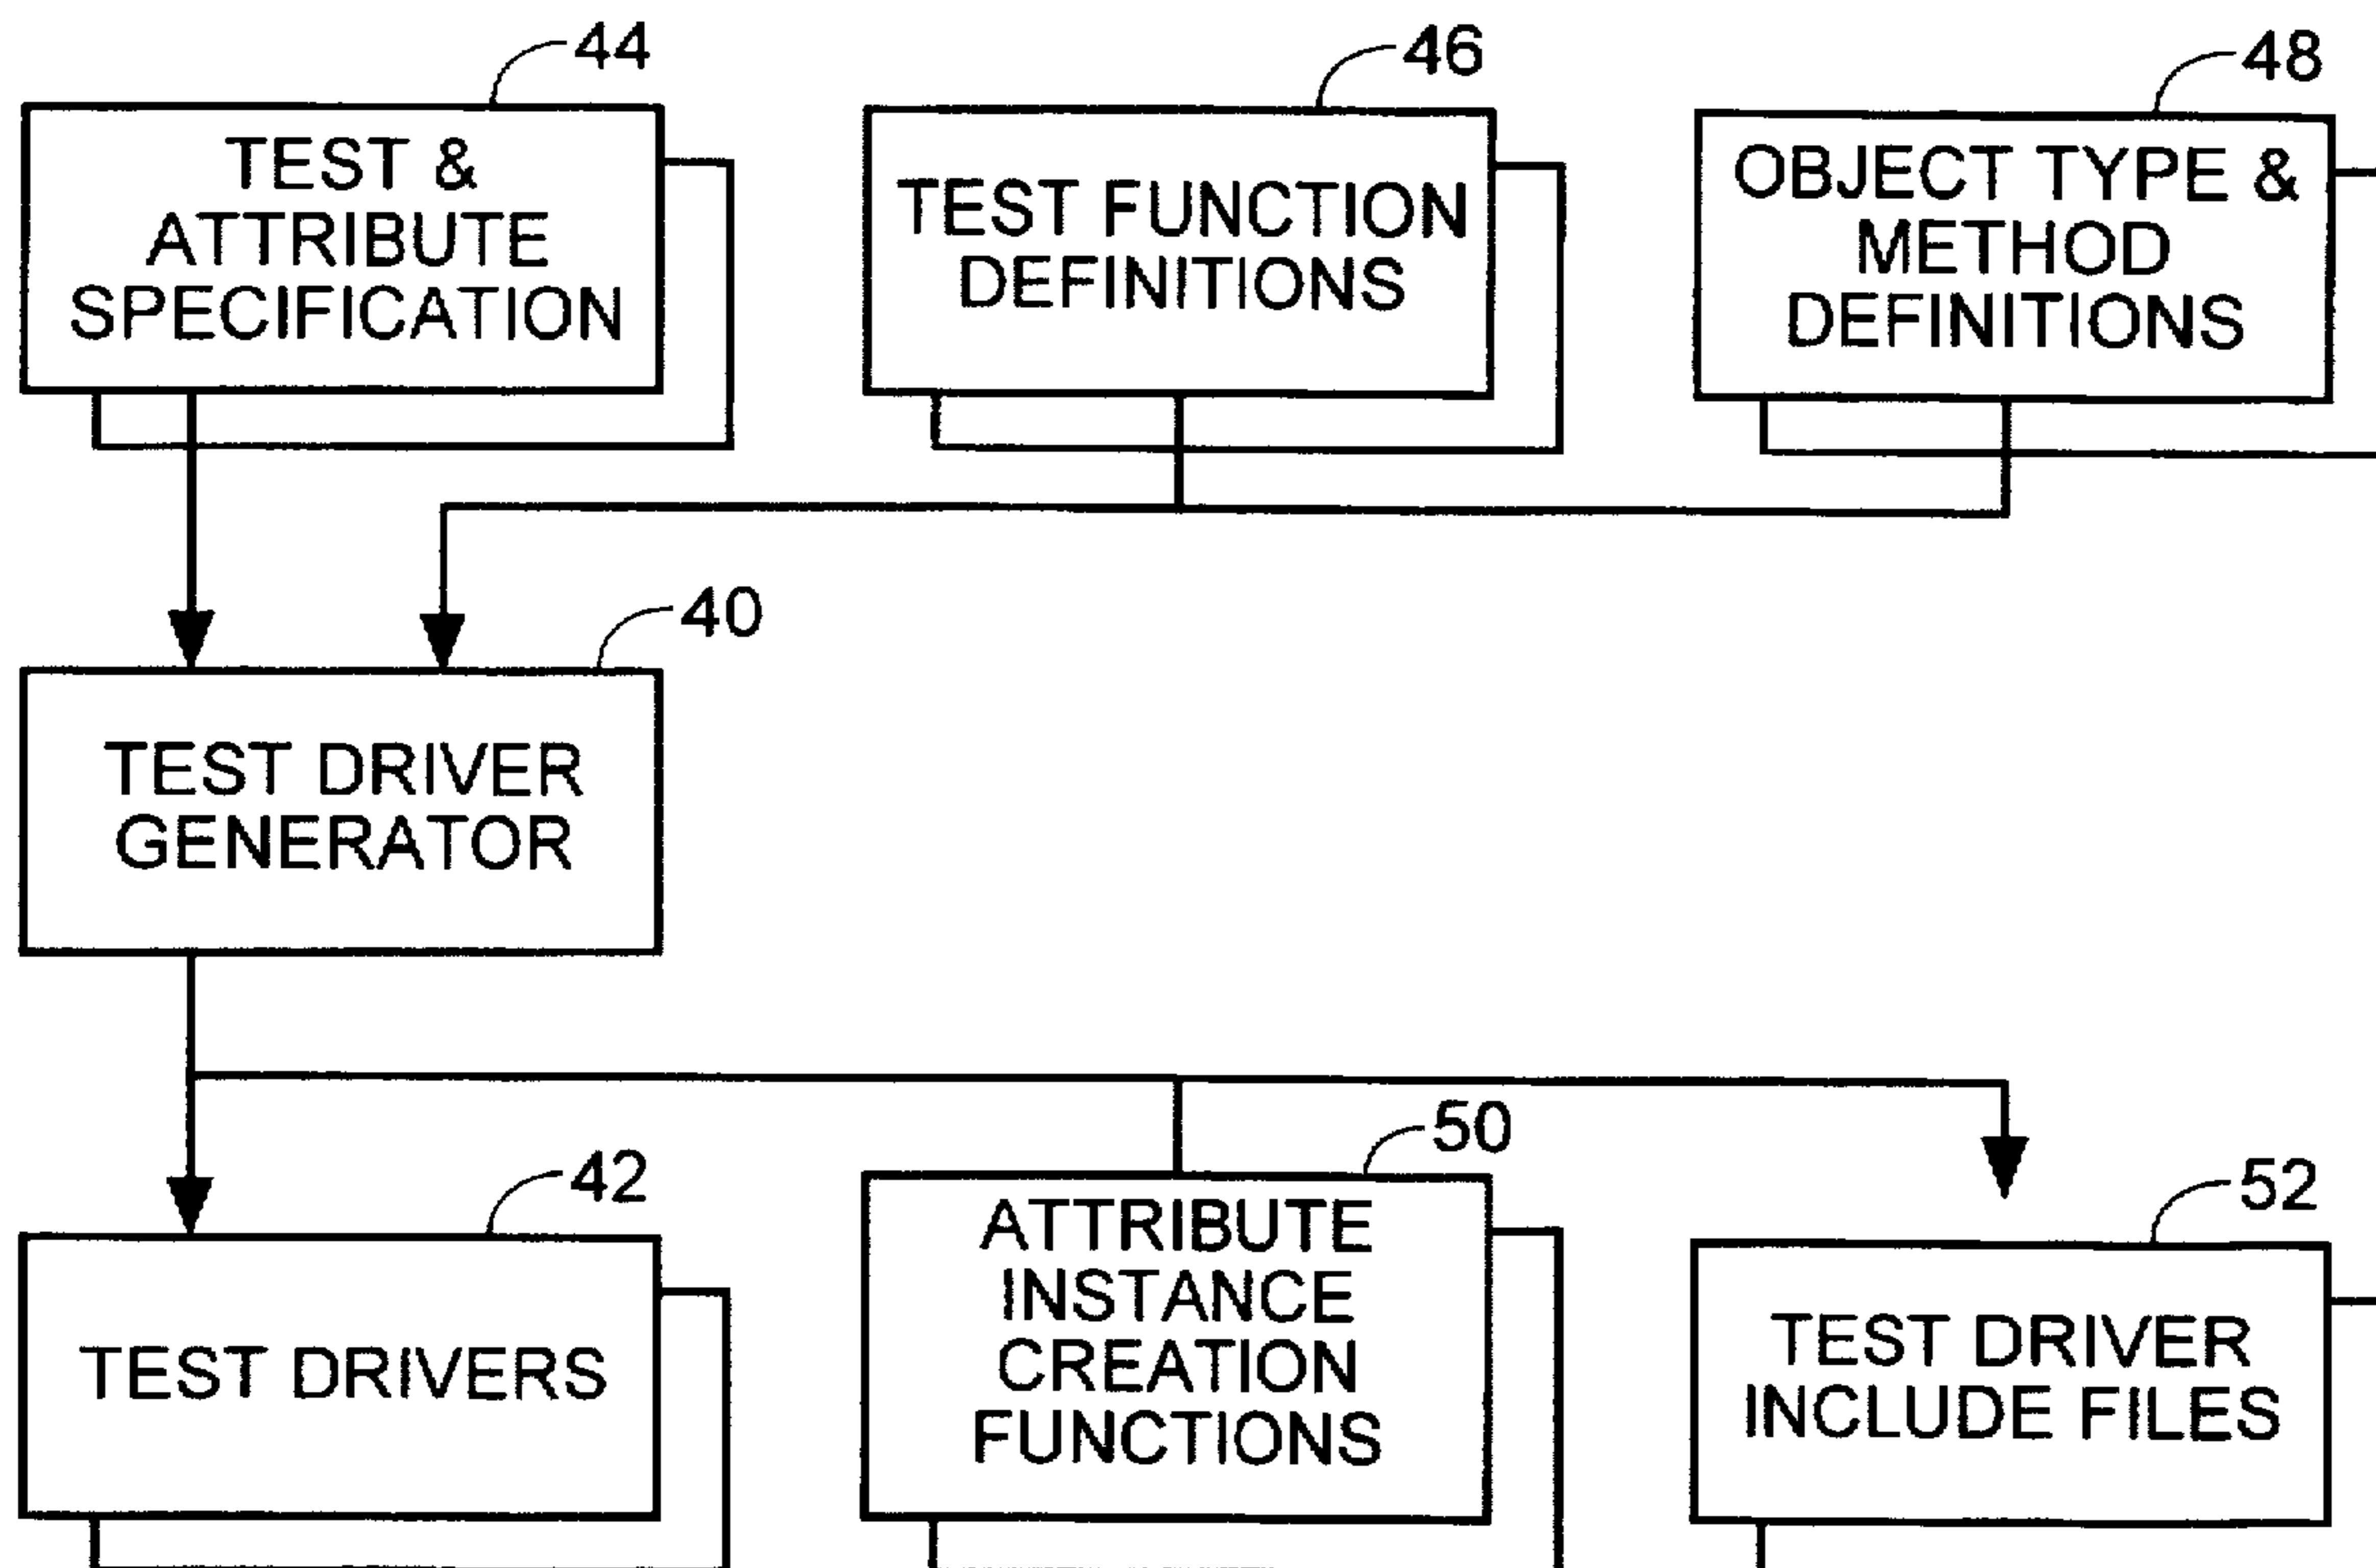 44
TEST &
ATTRIBUTE
SPECIFICATION
46
TEST FUNCTION
DEFINITIONS
48
OBJECT TYPE &
METHOD
DEFINITIONS
40
TEST DRIVER
GENERATOR
42
TEST DRIVERS
50
ATTRIBUTE
INSTANCE
CREATION
FUNCTIONS
52
TEST DRIVER
INCLUDE FILES